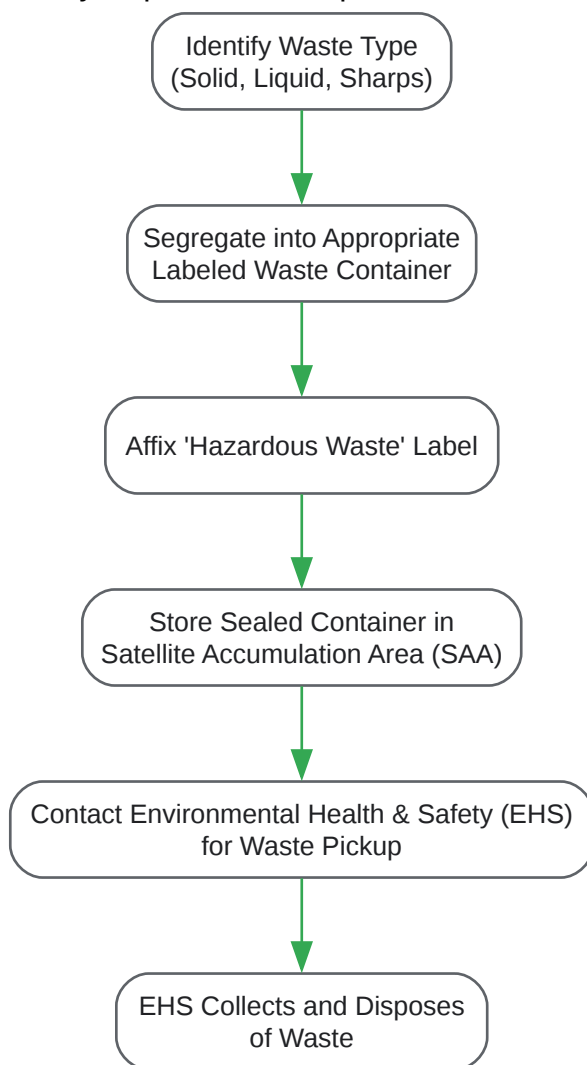 Identify Waste Type
(Solid, Liquid, Sharps)
Segregate into Appropriate
Labeled Waste Container
Affix 'Hazardous Waste' Label
Store Sealed Container in
Satellite Accumulation Area (SAA)
Contact Environmental Health & Safety (EHS)
for Waste Pickup
EHS Collects and Disposes
of Waste